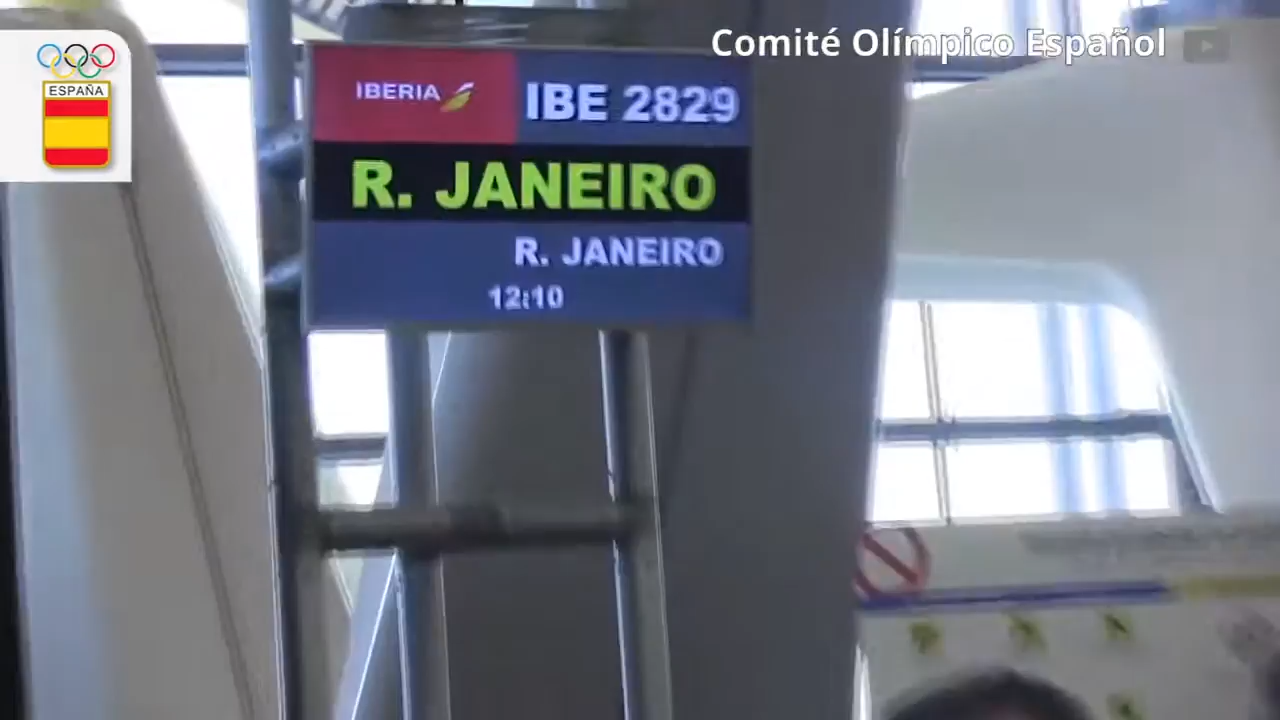 Comité Olímpico Español
ESPAÑA
IBERIA
IBE 2829
R. JANEIRO
R. JANEIRO
12:10